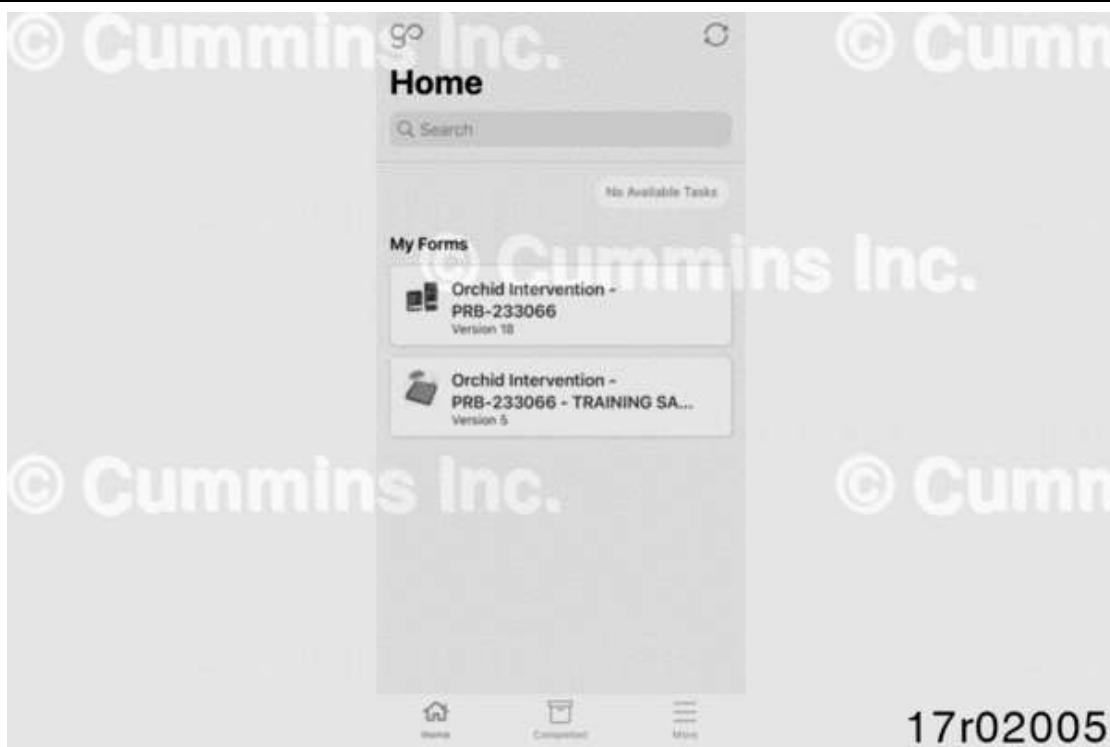 © Cummins Inc.
© Cumm
go
Home
Search
No Available Tasks
My Forms
© Cummins Inc.
Orchid Intervention -
PRB-233066
Version 18
Orchid Intervention -
PRB-233066 - TRAINING SA...
Version 5
© Cummins Inc.
© Cumm
Home
Completed
More
17r02005